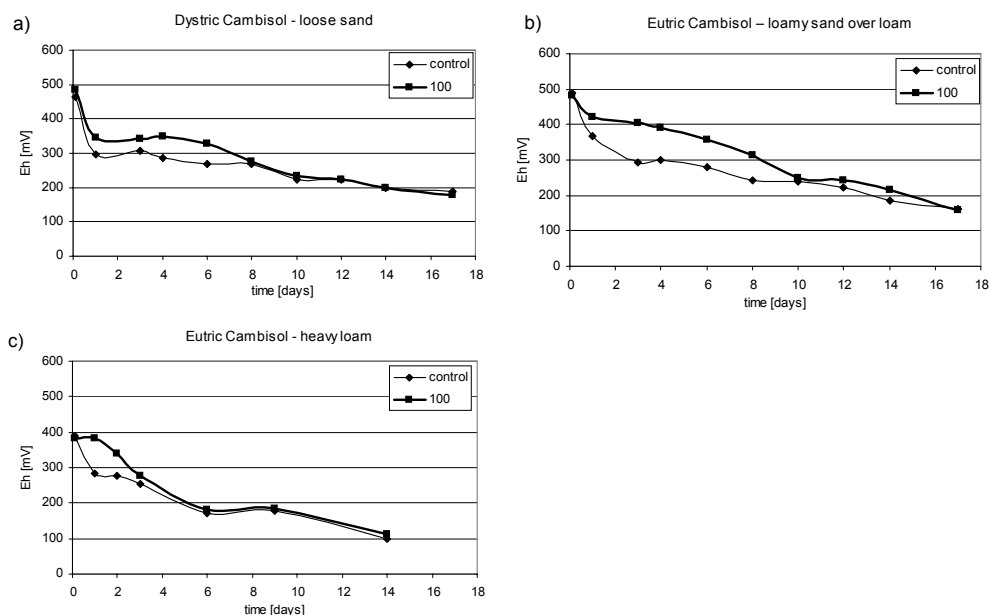 a)
Dystric Cambisol - loose sand
600
500
400
300
200
100
0
Eh [mV]
control
100
0 2 4 6 8 10 12 14 16 18
time [days]
b)
Eutric Cambisol – loamy sand over loam
600
500
400
300
200
100
0
Eh [mV]
control
100
0 2 4 6 8 10 12 14 16 18
time [days]
c)
Eutric Cambisol - heavy loam
600
500
400
300
200
100
0
Eh [mV]
control
100
0 2 4 6 8 10 12 14 16 18
time [days]